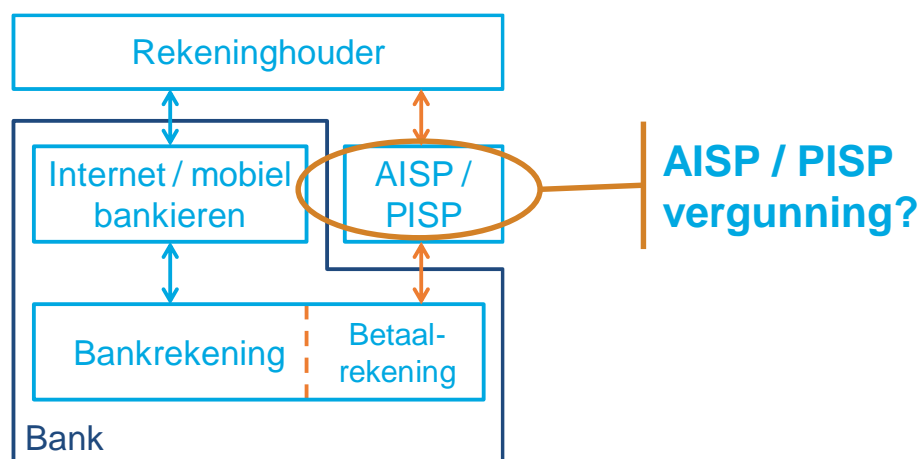 Rekeninghouder
Internet / mobiel
bankieren
AISP /
PISP
AISP / PISP
vergunning?
Bankrekening
Betaal-
rekening
Bank